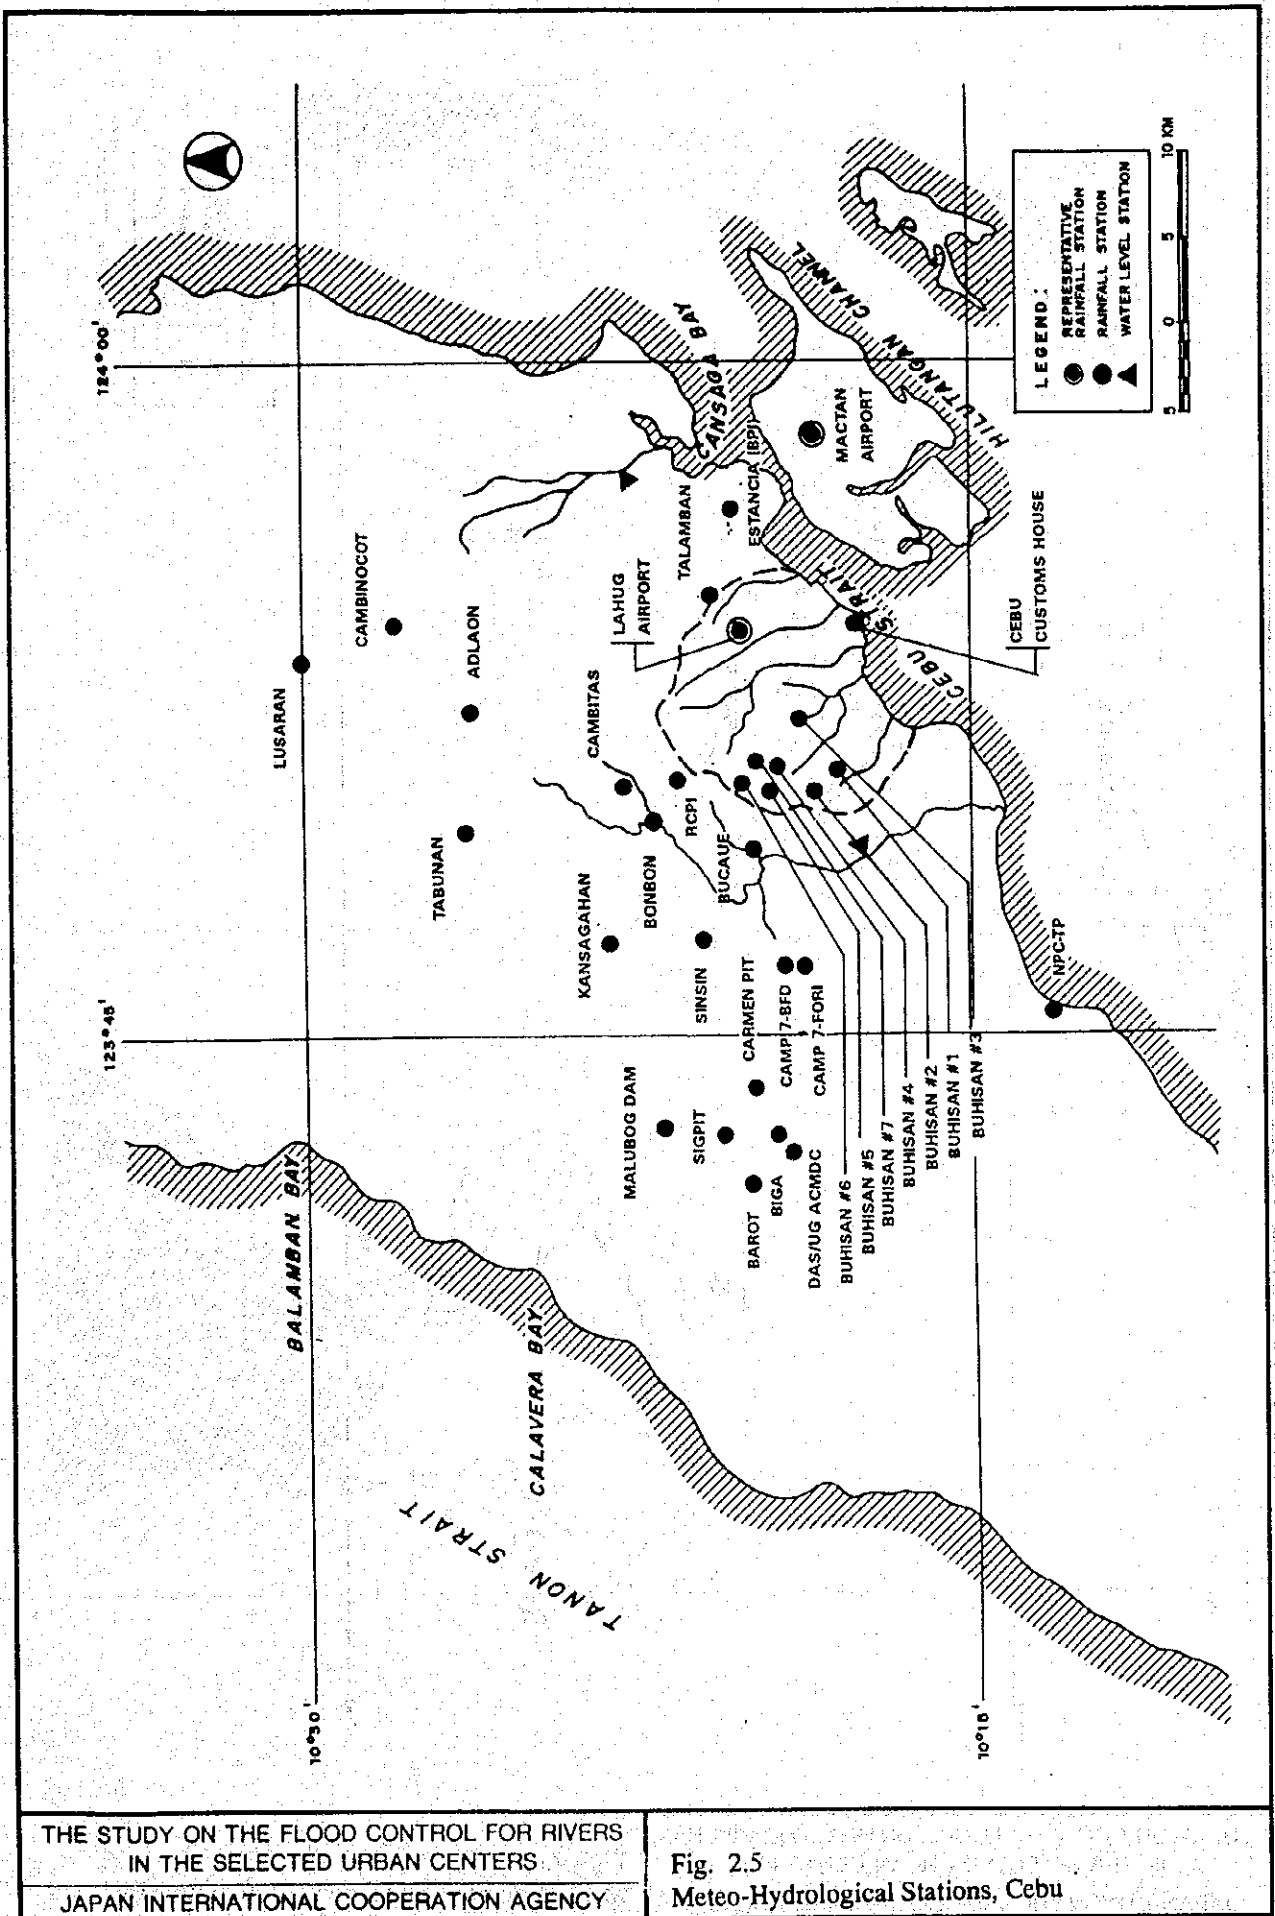 124°00'
123°45'
10°30'
10°15'
LUSARAN
CAMBINOCOT
ADLAON
TABUNAN
CAMBITAS
KANSAGAHAN
BONBON
RCPI
BUCAUE
SINSIN
LAHUG
AIRPORT
TALAMBAN
ESTANCIA (BPI)
CANSAGA BAY
MACTAN
AIRPORT
HILUTANGAN CHANNEL
CEBU STRAIT
CEBU
CUSTOMS HOUSE
NPC-TP
MALUBOG DAM
SIGPIT
CARMEN PIT
CAMP 7-BFD
CAMP 7-FORI
BAROT
BIGA
DAS/UG ACMDC
BUHISAN #6
BUHISAN #5
BUHISAN #7
BUHISAN #4
BUHISAN #2
BUHISAN #1
BUHISAN #3
BALAMBAN BAY
CALAVERA BAY
TANON STRAIT
LEGEND:
REPRESENTATIVE
RAINFALL STATION
RAINFALL STATION
WATER LEVEL STATION
5 0 5 10 KM
THE STUDY ON THE FLOOD CONTROL FOR RIVERS
IN THE SELECTED URBAN CENTERS
JAPAN INTERNATIONAL COOPERATION AGENCY
Fig. 2.5
Meteo-Hydrological Stations, Cebu